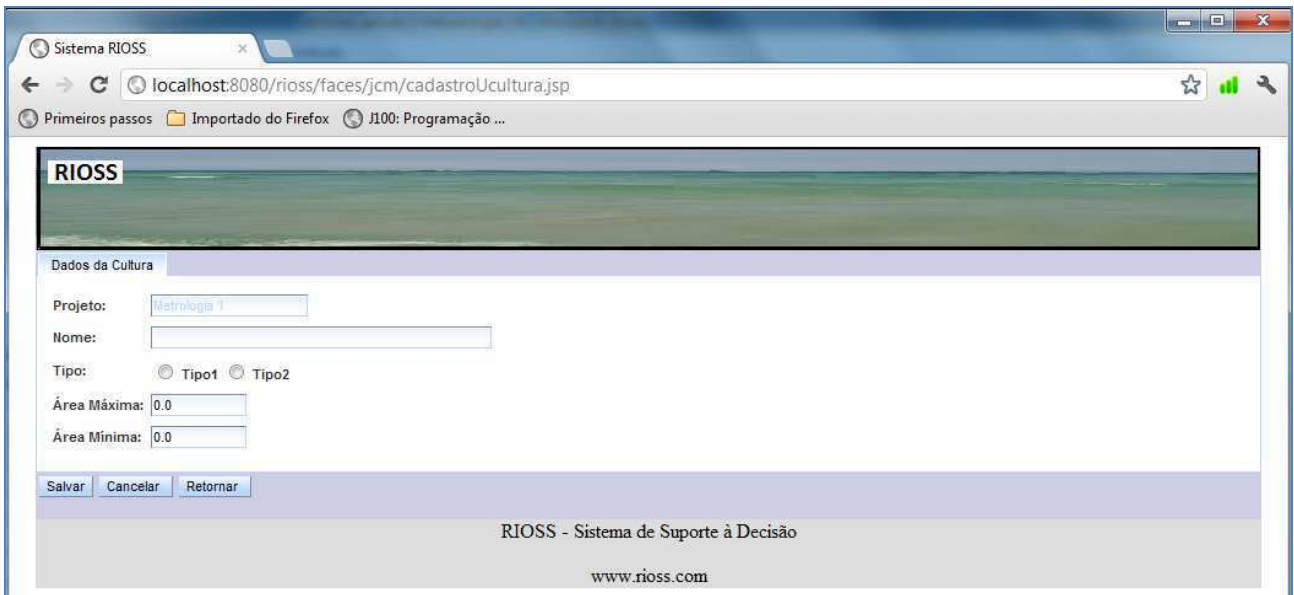 Sistema RIOSS
localhost:8080/rioss/faces/jcm/cadastroUcultura.jsp
Primeiros passos Importado do Firefox J100: Programação ...
RIOSS
Dados da Cultura
Projeto: Metrologia 1
Nome:
Tipo: Tipo1 Tipo2
Área Máxima: 0.0
Área Mínima: 0.0
Salvar Cancelar Retornar
RIOSS - Sistema de Suporte à Decisão
www.rioss.com